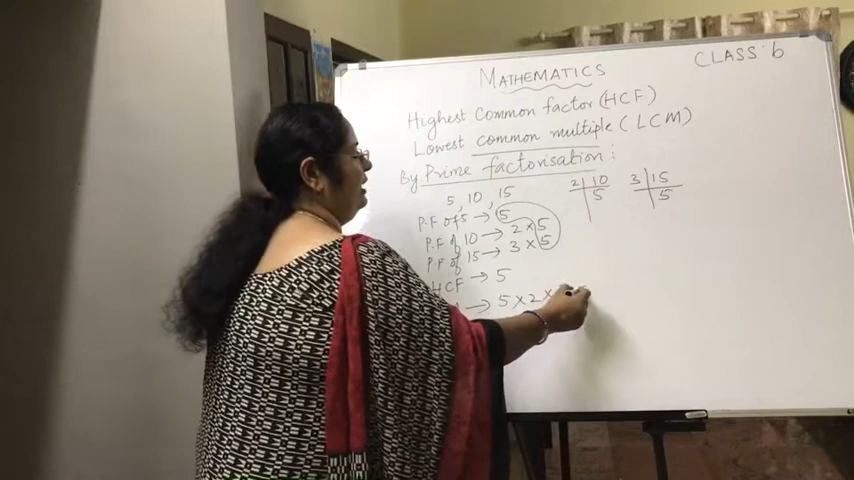 CLASS: 6
MATHEMATICS
Highest Common factor (HCF)
Lowest Common multiple (LCM)
By Prime factorisation :
5, 10, 15
P.F of 5 → 5
P.F of 10 → 2 × 5
P.F of 15 → 3 × 5
HCF → 5
→ 5 × 2 ×
2 | 10
5
3 | 15
5